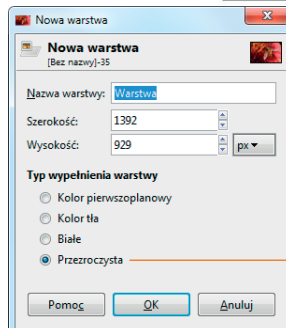 Nowa warstwa
Nowa warstwa
[Bez nazwy]-35
Nazwa warstwy: Warstwa
Szerokość: 1392
Wysokość: 929 px
Typ wypełnienia warstwy
Kolor pierwszoplanowy
Kolor tła
Białe
Przezroczysta
Pomoc OK Anuluj